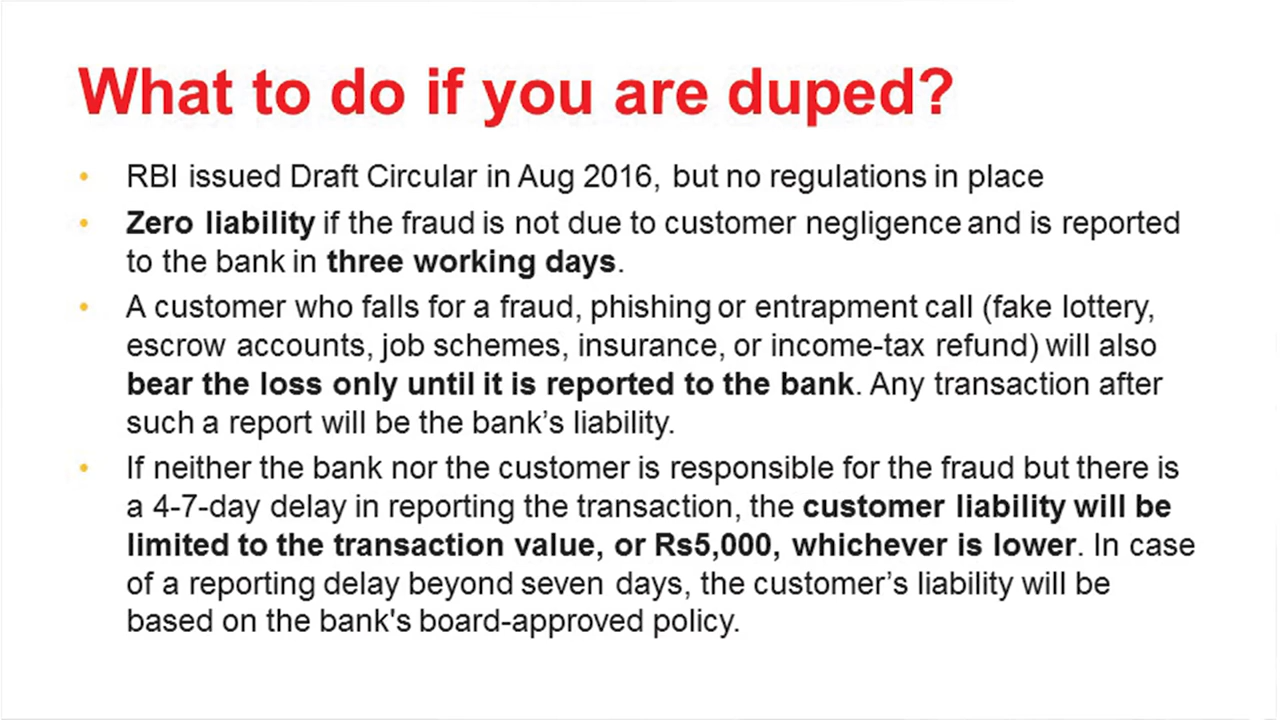 What to do if you are duped?
• RBI issued Draft Circular in Aug 2016, but no regulations in place
• Zero liability if the fraud is not due to customer negligence and is reported
to the bank in three working days.
• A customer who falls for a fraud, phishing or entrapment call (fake lottery,
escrow accounts, job schemes, insurance, or income-tax refund) will also
bear the loss only until it is reported to the bank. Any transaction after
such a report will be the bank’s liability.
• If neither the bank nor the customer is responsible for the fraud but there is
a 4-7-day delay in reporting the transaction, the customer liability will be
limited to the transaction value, or Rs5,000, whichever is lower. In case
of a reporting delay beyond seven days, the customer’s liability will be
based on the bank's board-approved policy.